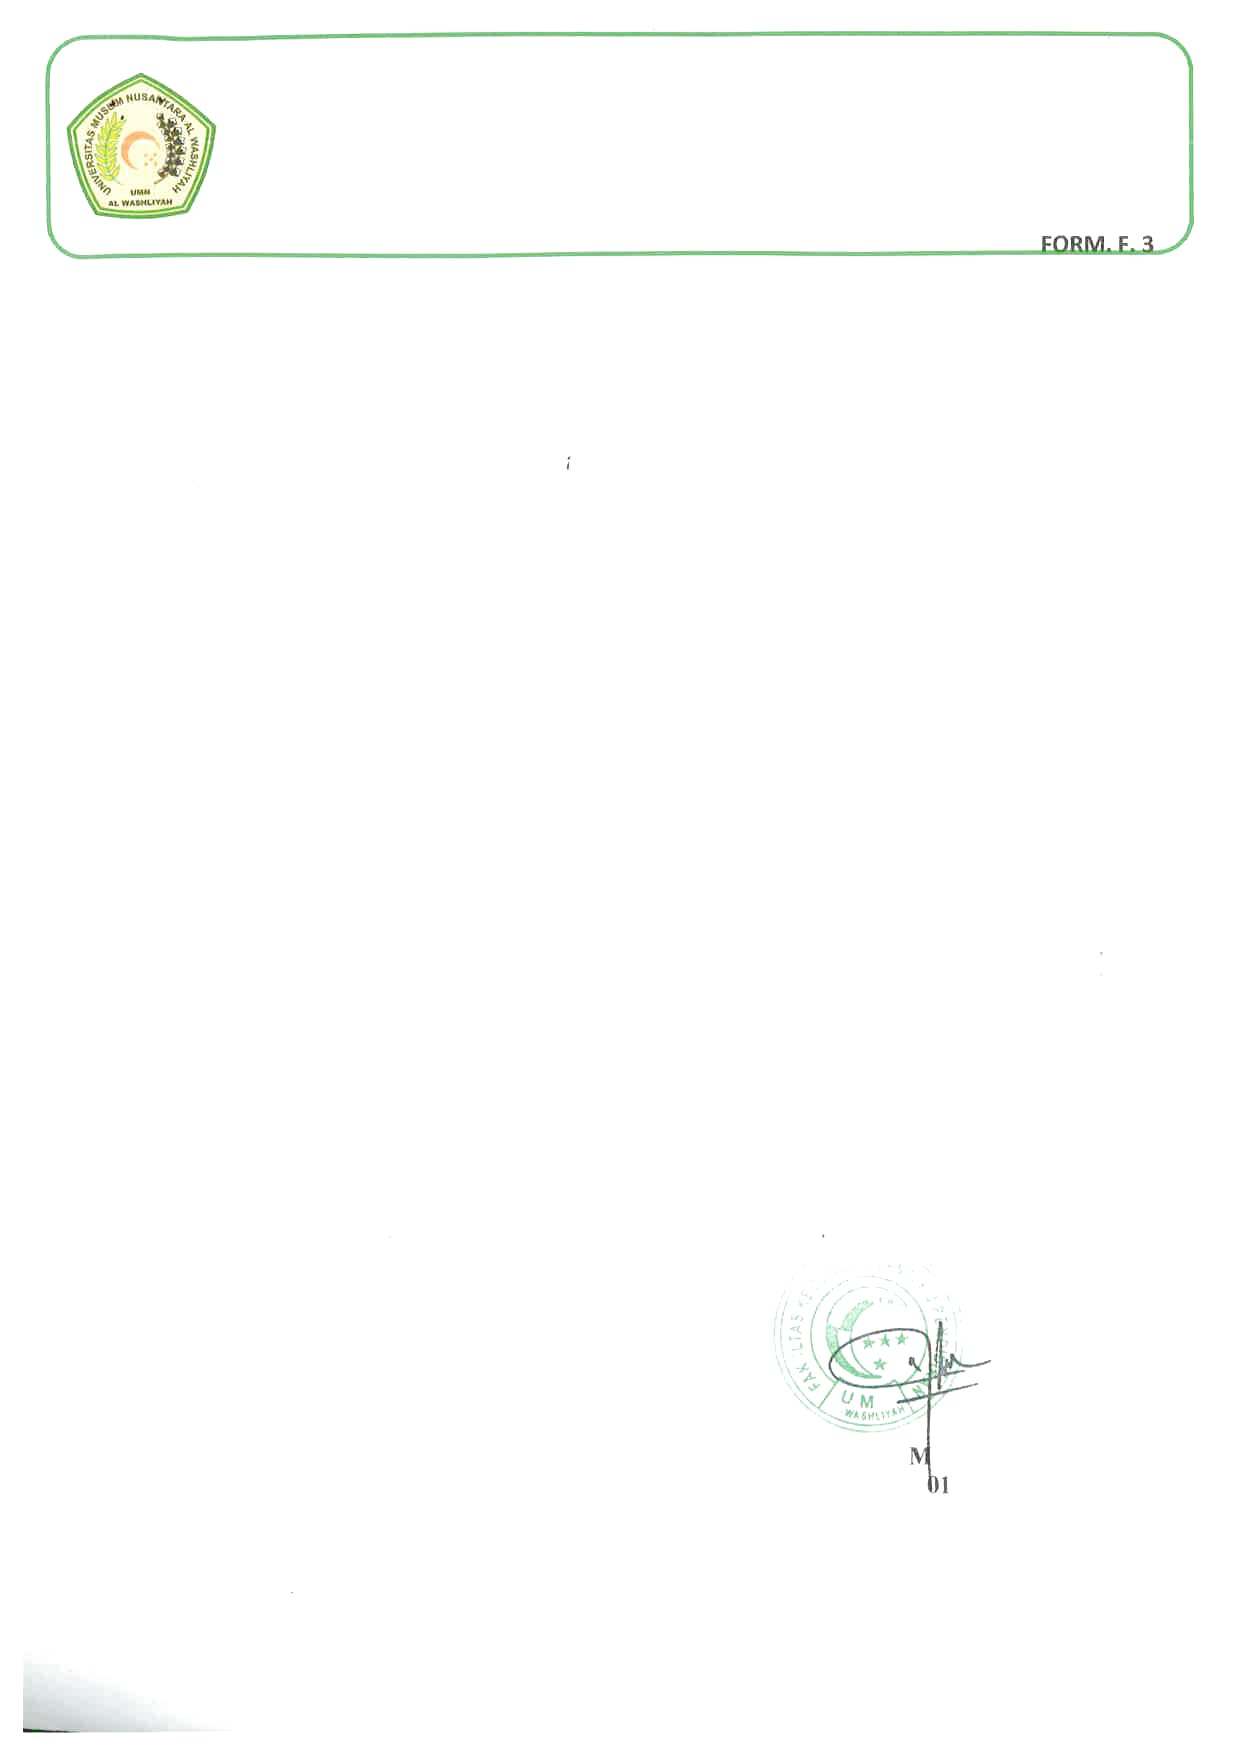 UNIVERSITAS MUSLIM NUSANTARA AL WASHLIYAH
UMN
AL WASHLIYAH
FORM. F. 3
UM
WASHLIYAH
M
01